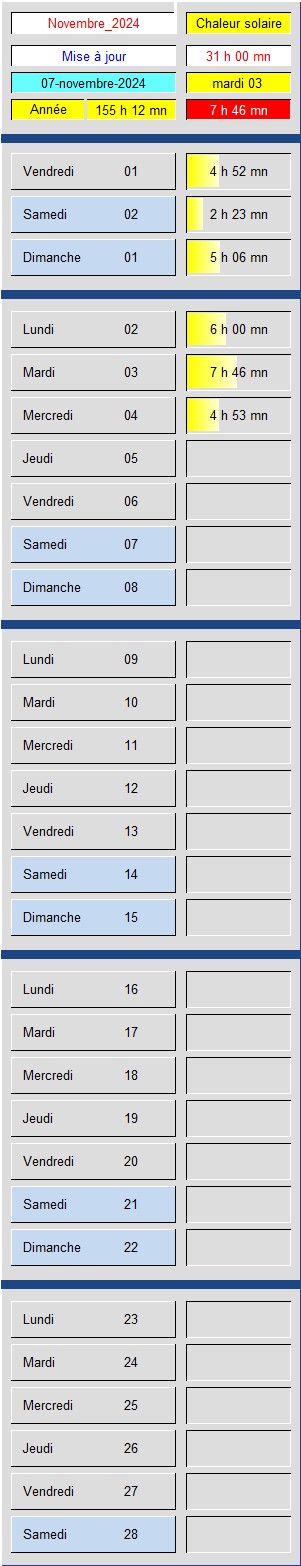 Novembre_2024 Chaleur solaire
Mise à jour 31 h 00 mn
07-novembre-2024 mardi 03
Année 155 h 12 mn 7 h 46 mn
Vendredi 01 4 h 52 mn
Samedi 02 2 h 23 mn
Dimanche 01 5 h 06 mn
Lundi 02 6 h 00 mn
Mardi 03 7 h 46 mn
Mercredi 04 4 h 53 mn
Jeudi 05
Vendredi 06
Samedi 07
Dimanche 08
Lundi 09
Mardi 10
Mercredi 11
Jeudi 12
Vendredi 13
Samedi 14
Dimanche 15
Lundi 16
Mardi 17
Mercredi 18
Jeudi 19
Vendredi 20
Samedi 21
Dimanche 22
Lundi 23
Mardi 24
Mercredi 25
Jeudi 26
Vendredi 27
Samedi 28